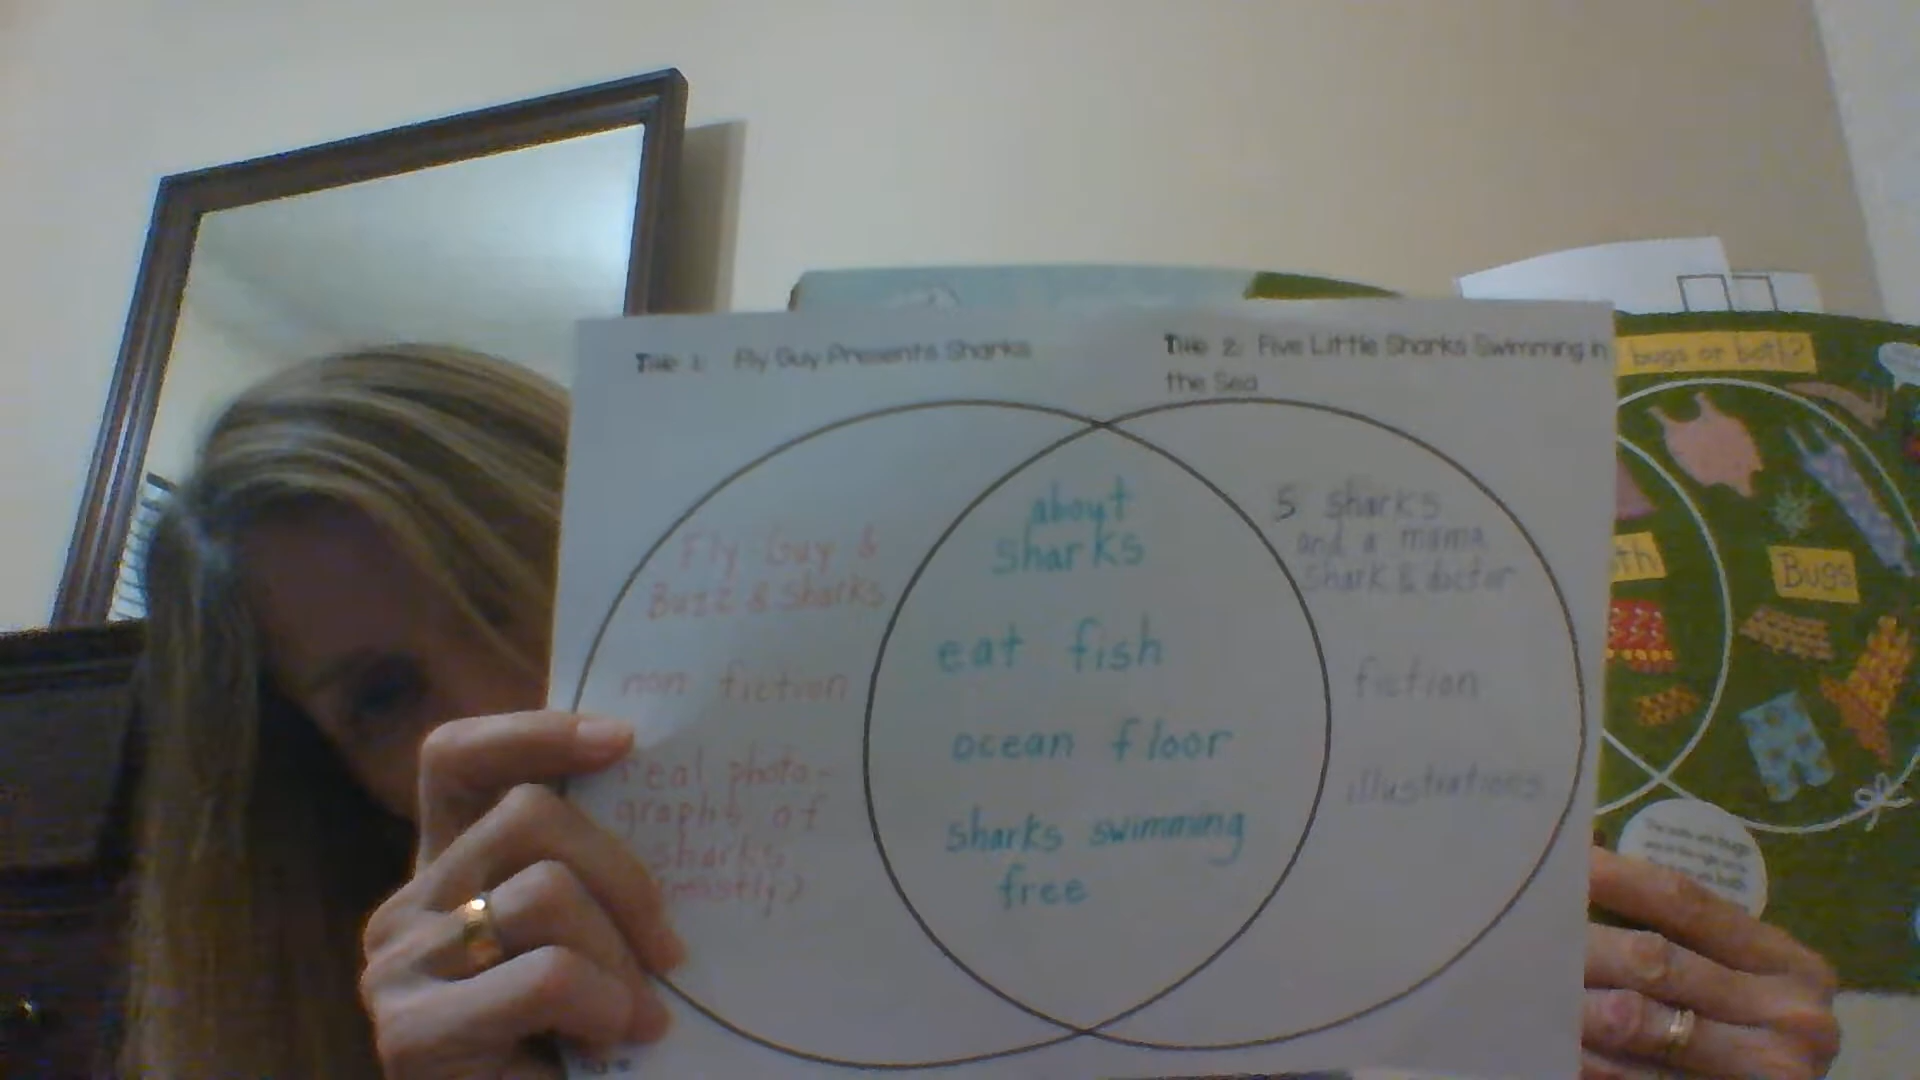 Title 1: Fly Guy Presents Sharks
Title 2: Five Little Sharks Swimming in
the Sea
Fly Guy &
Buzz & Sharks
non fiction
real photo-
graphs of
sharks
(mostly)
about
sharks
eat fish
ocean floor
sharks swimming
free
5 sharks
and a mama
shark & doctor
fiction
illustrations
bugs or both?
th
Bugs